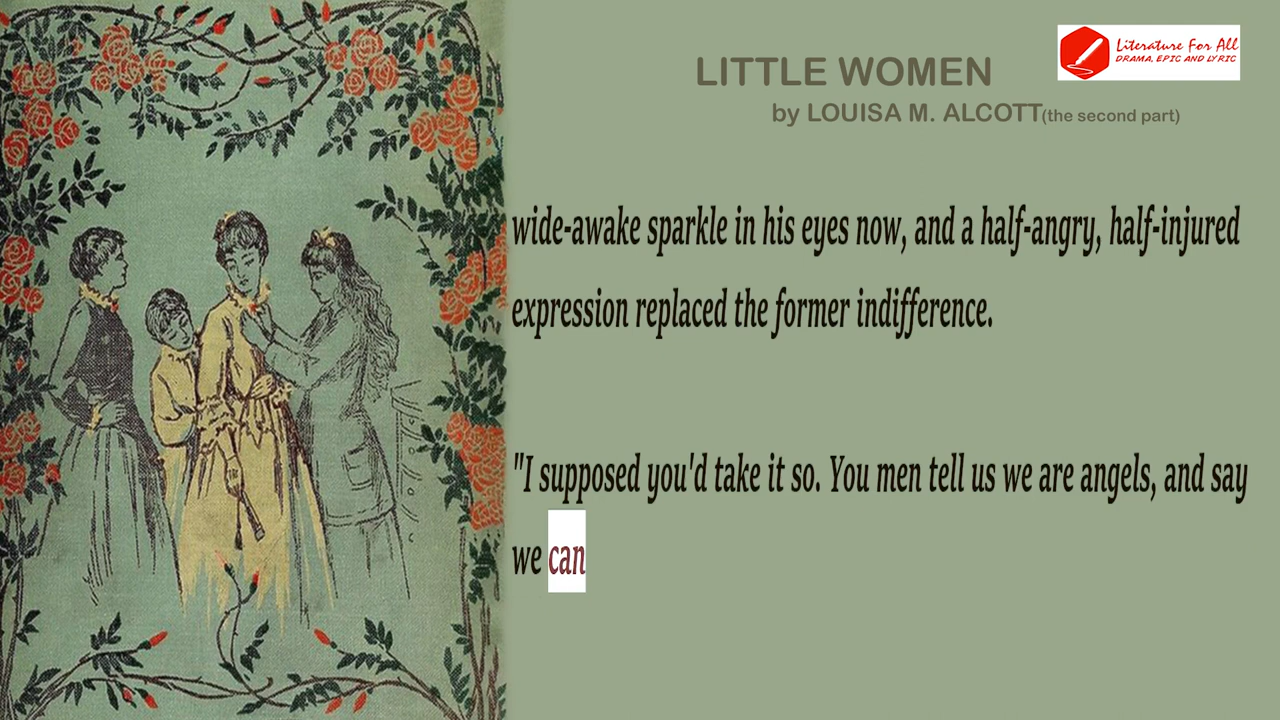 LITTLE WOMEN
by LOUISA M. ALCOTT(the second part)
Literature For All
DRAMA, EPIC AND LYRIC
wide-awake sparkle in his eyes now, and a half-angry, half-injured
expression replaced the former indifference.
"I supposed you'd take it so. You men tell us we are angels, and say
we can